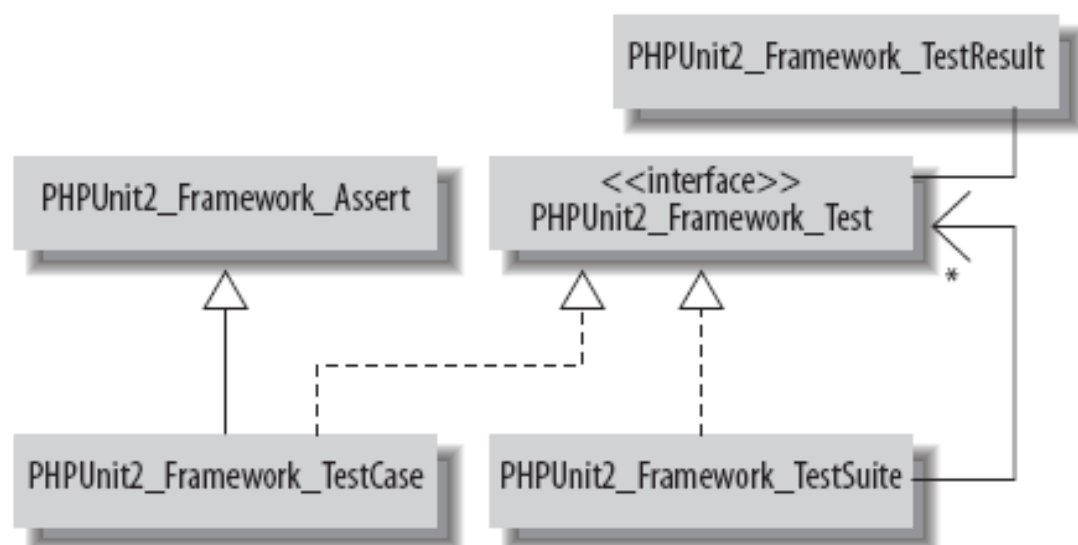 PHPUnit2_Framework_TestResult
PHPUnit2_Framework_Assert
<<interface>>
PHPUnit2_Framework_Test
*
PHPUnit2_Framework_TestCase
PHPUnit2_Framework_TestSuite